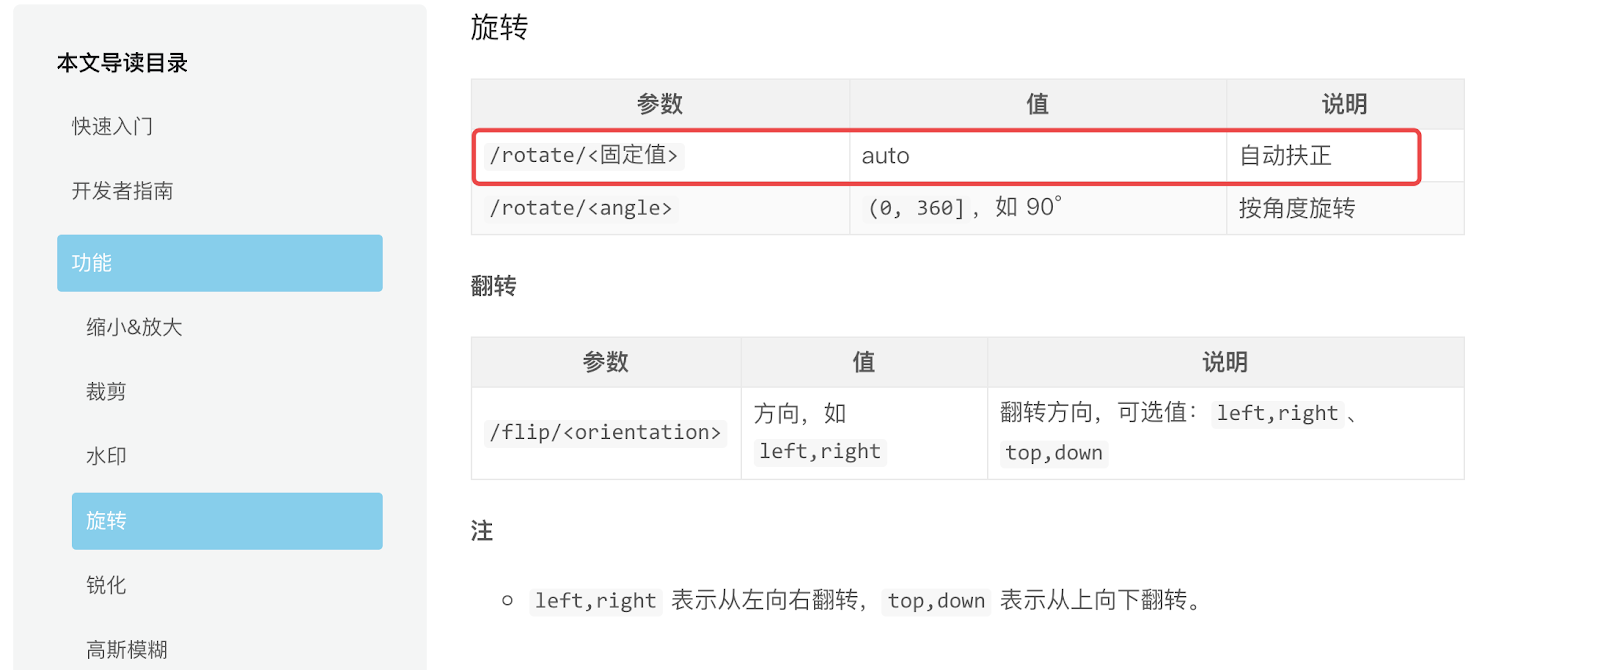 本文导读目录
快速入门
开发者指南
功能
缩小&放大
裁剪
水印
旋转
锐化
高斯模糊
旋转
参数 值 说明
/rotate/<固定值> auto 自动扶正
/rotate/<angle> (0, 360]，如 90° 按角度旋转
翻转
参数 值 说明
/flip/<orientation> 方向，如 left,right 翻转方向，可选值：left,right、top,down
注
left,right 表示从左向右翻转，top,down 表示从上向下翻转。